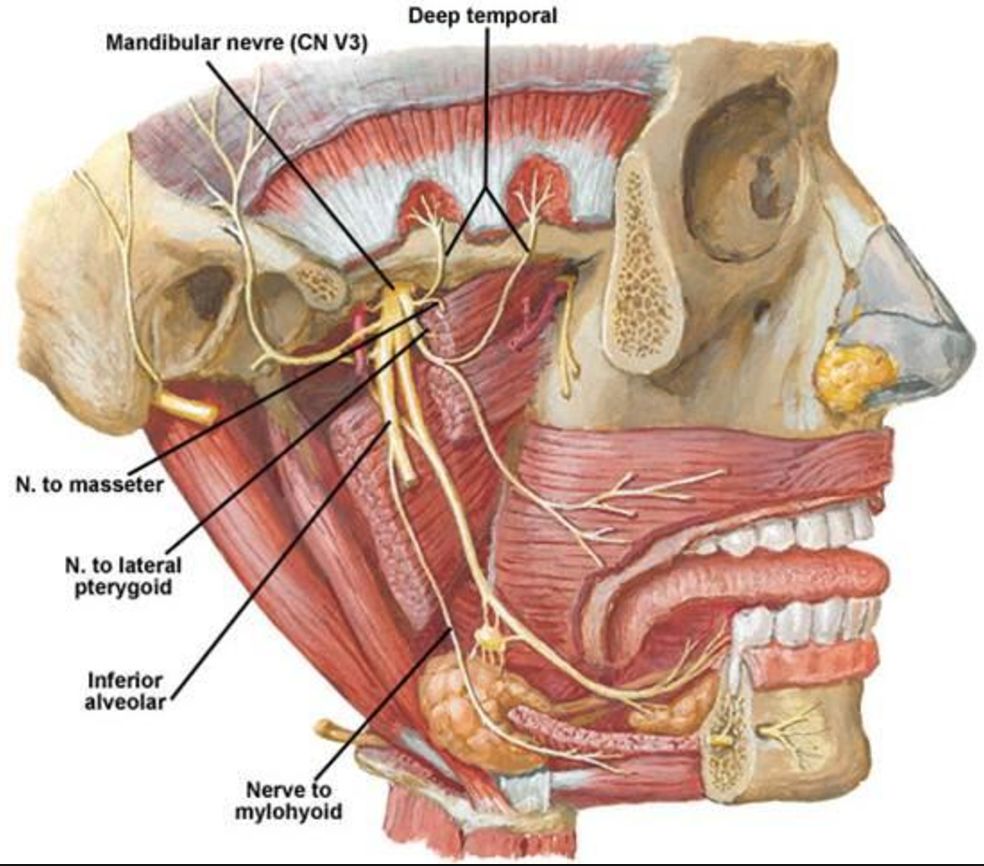 Deep temporal
Mandibular nevre (CN V3)
N. to masseter
N. to lateral
pterygoid
Inferior
alveolar
Nerve to
mylohyoid